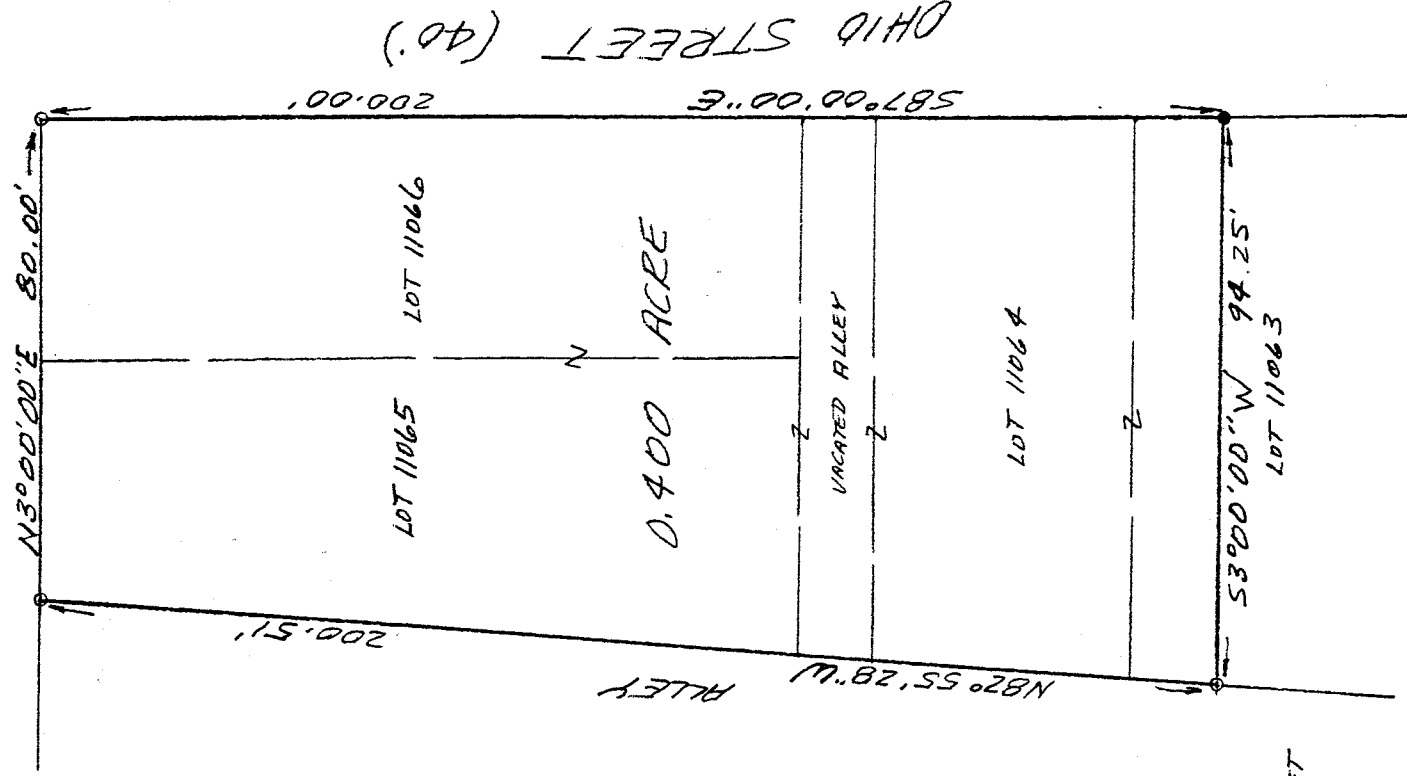 OHIO STREET (40')
S87°00'00"E 200.00'
N3°00'00"E 80.00'
LOT 11066
LOT 11065
0.400 ACRE
VACATED ALLEY
LOT 11064
S3°00'00"W 94.25'
LOT 11063
200.51'
N82°55'28"W
ALLEY